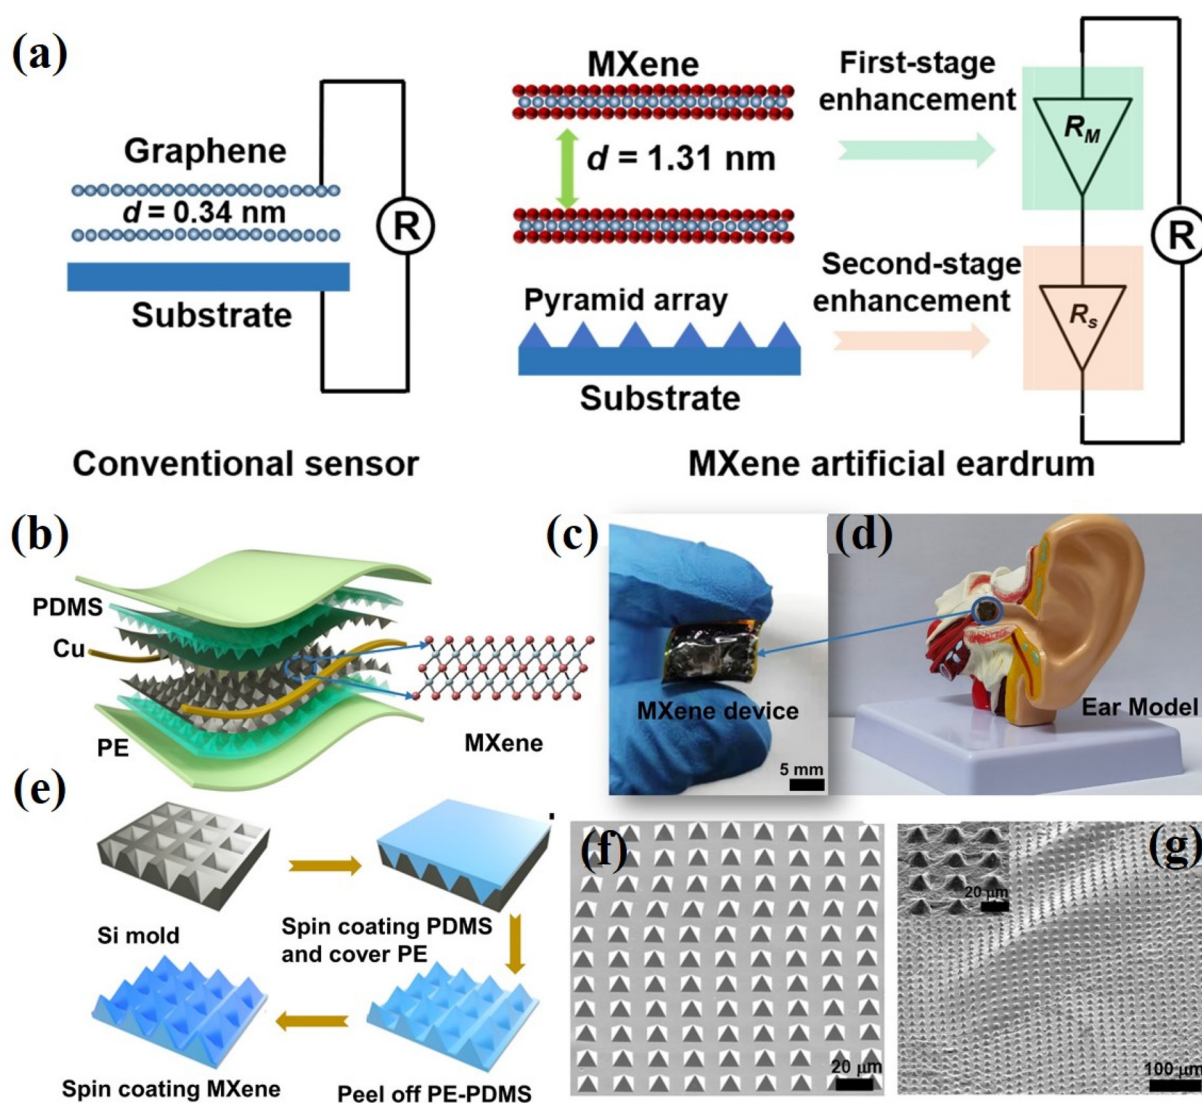 (a)
Graphene
d = 0.34 nm
R
Substrate
Conventional sensor
MXene
d = 1.31 nm
Pyramid array
Substrate
First-stage
enhancement
Second-stage
enhancement
R_M
R_s
R
MXene artificial eardrum
(b)
PDMS
Cu
PE
MXene
(c)
MXene device
5 mm
(d)
Ear Model
(e)
Si mold
Spin coating PDMS
and cover PE
Peel off PE-PDMS
Spin coating MXene
(f)
20 μm
(g)
20 μm
100 μm